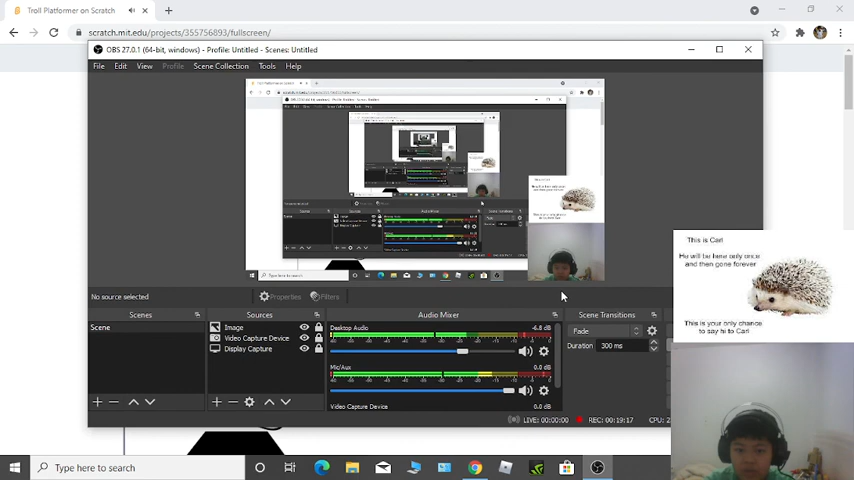 Troll Platformer on Scratch
scratch.mit.edu/projects/355756893/fullscreen/
OBS 27.0.1 (64-bit, windows) - Profile: Untitled - Scenes: Untitled
File Edit View Profile Scene Collection Tools Help
This is Carl
He will be here only once
and then gone forever
This is your only chance
to say hi to Carl
No source selected
Properties
Filters
Scenes
Sources
Audio Mixer
Scene Transitions
Scene
Image
Video Capture Device
Display Capture
Desktop Audio
-6.8 dB
Mic/Aux
0.0 dB
Video Capture Device
0.0 dB
Fade
Duration
300 ms
LIVE: 00:00:00
REC: 00:19:17
CPU: 2
Type here to search